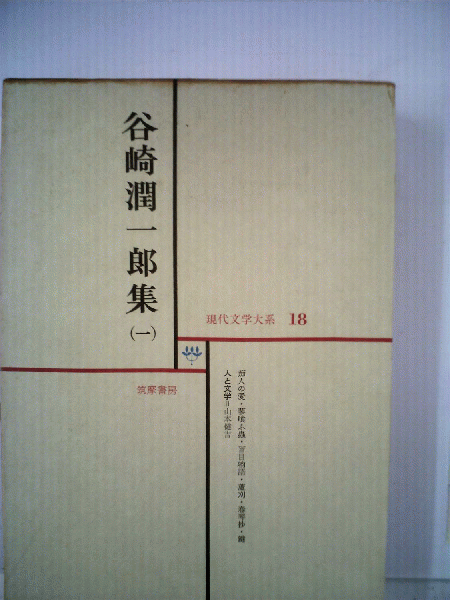 谷崎潤一郎集
(一)
現代文学大系 18
筑摩書房
痴人の愛・蓼喰ふ蟲・盲目物語・蘆刈・春琴抄・鍵
人と文学=山本健吉